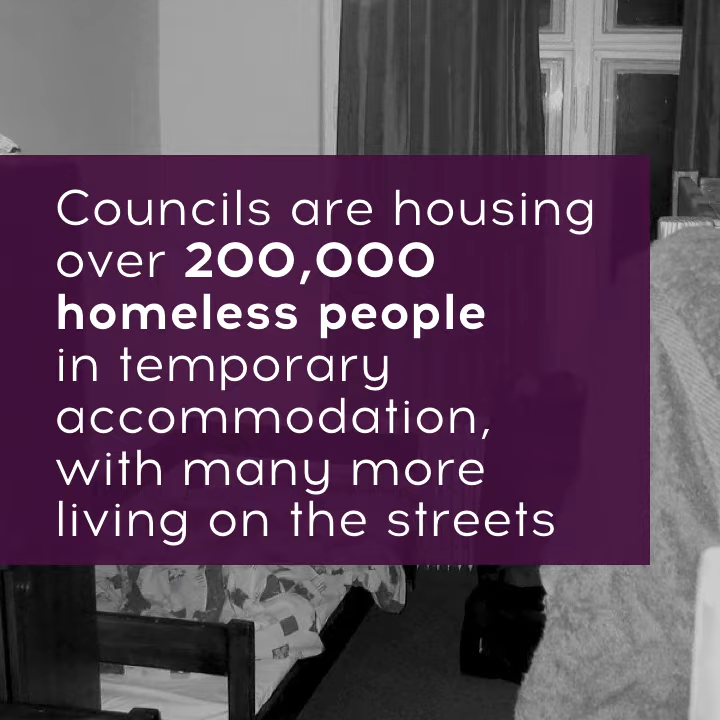 Councils are housing
over 200,000
homeless people
in temporary
accommodation,
with many more
living on the streets